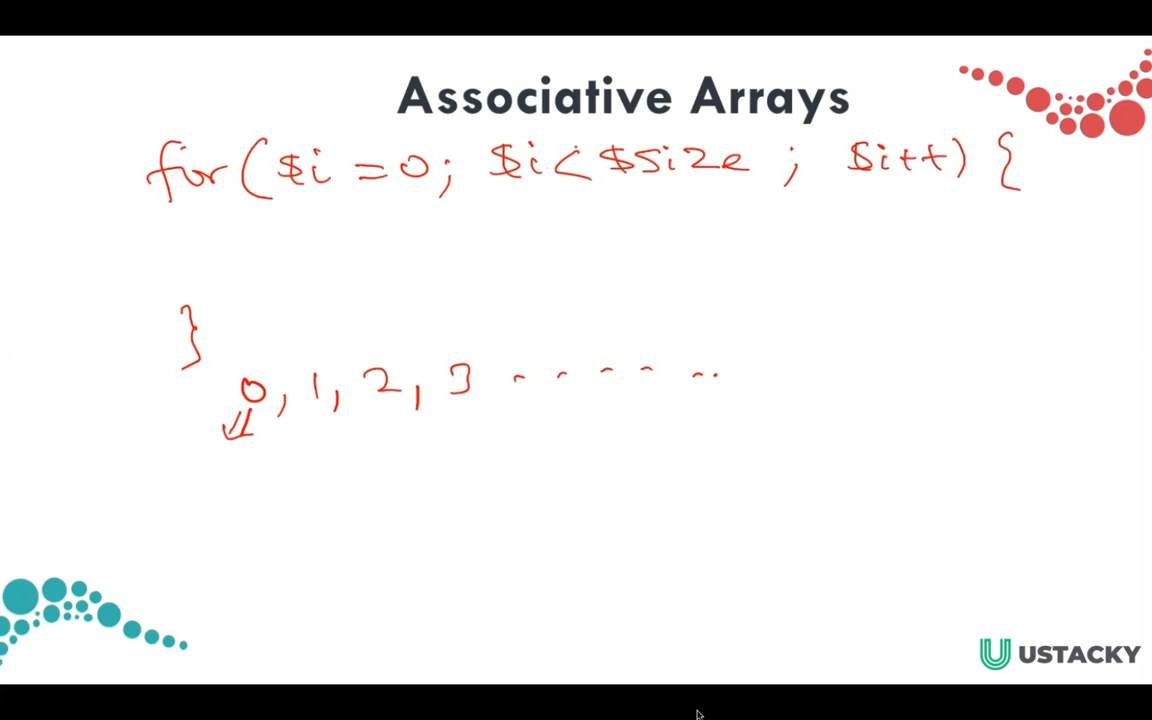 Associative Arrays
for ($i = 0; $i < $size ; $i++) {
}
0, 1, 2, 3 - - - - - -
USTACKY